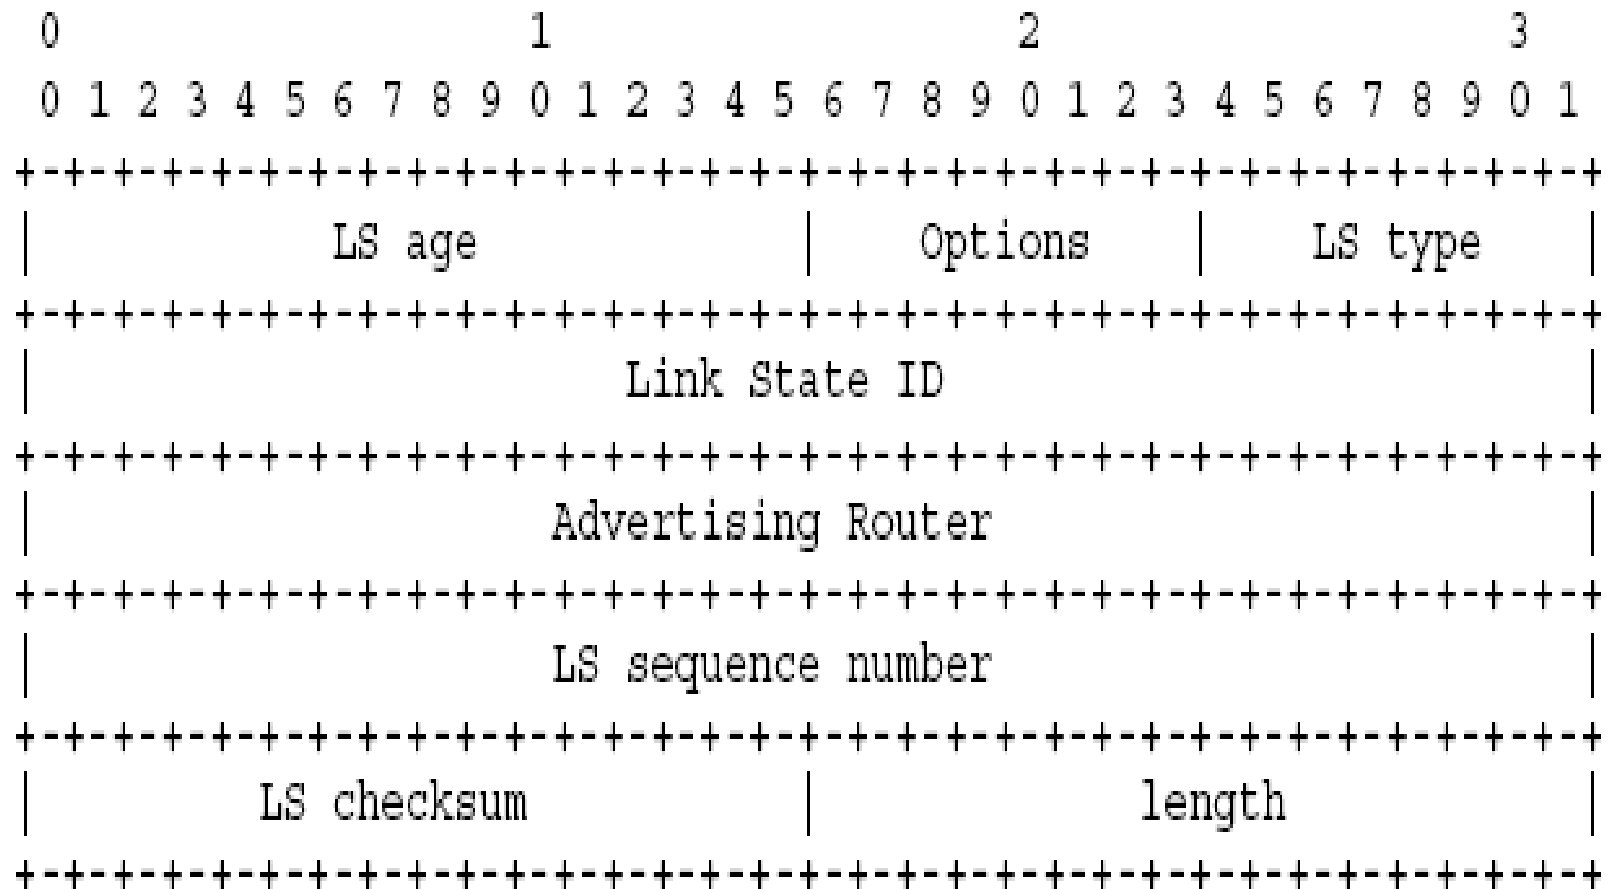 0 1 2 3
0 1 2 3 4 5 6 7 8 9 0 1 2 3 4 5 6 7 8 9 0 1 2 3 4 5 6 7 8 9 0 1
+-+-+-+-+-+-+-+-+-+-+-+-+-+-+-+-+-+-+-+-+-+-+-+-+-+-+-+-+-+-+-+-+
| LS age | Options | LS type |
+-+-+-+-+-+-+-+-+-+-+-+-+-+-+-+-+-+-+-+-+-+-+-+-+-+-+-+-+-+-+-+-+
| Link State ID |
+-+-+-+-+-+-+-+-+-+-+-+-+-+-+-+-+-+-+-+-+-+-+-+-+-+-+-+-+-+-+-+-+
| Advertising Router |
+-+-+-+-+-+-+-+-+-+-+-+-+-+-+-+-+-+-+-+-+-+-+-+-+-+-+-+-+-+-+-+-+
| LS sequence number |
+-+-+-+-+-+-+-+-+-+-+-+-+-+-+-+-+-+-+-+-+-+-+-+-+-+-+-+-+-+-+-+-+
| LS checksum | length |
+-+-+-+-+-+-+-+-+-+-+-+-+-+-+-+-+-+-+-+-+-+-+-+-+-+-+-+-+-+-+-+-+